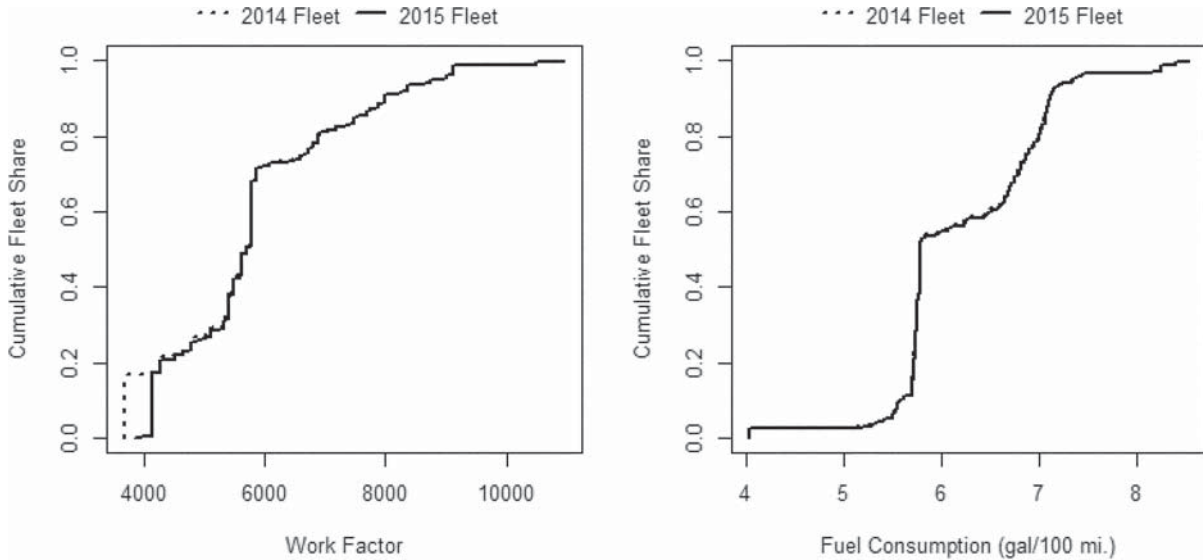 2014 Fleet 2015 Fleet
Cumulative Fleet Share
1.0
0.8
0.6
0.4
0.2
0.0
4000 6000 8000 10000
Work Factor
2014 Fleet 2015 Fleet
Cumulative Fleet Share
1.0
0.8
0.6
0.4
0.2
0.0
4 5 6 7 8
Fuel Consumption (gal/100 mi.)